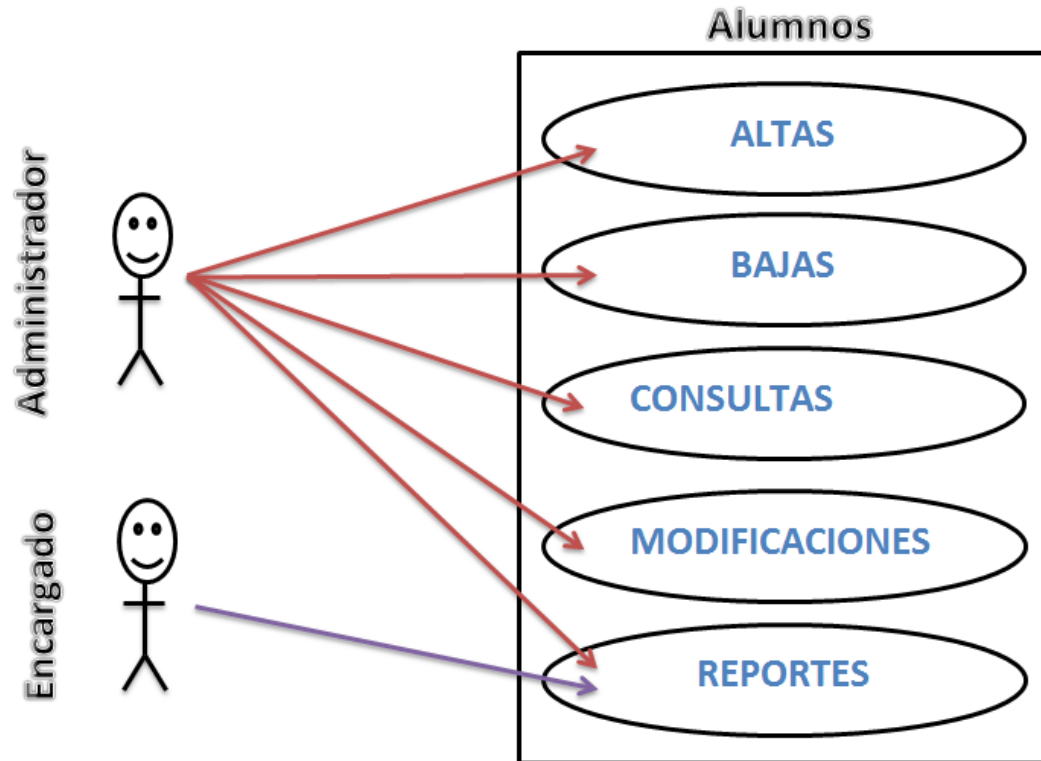 Alumnos
Administrador
Encargado
ALTAS
BAJAS
CONSULTAS
MODIFICACIONES
REPORTES